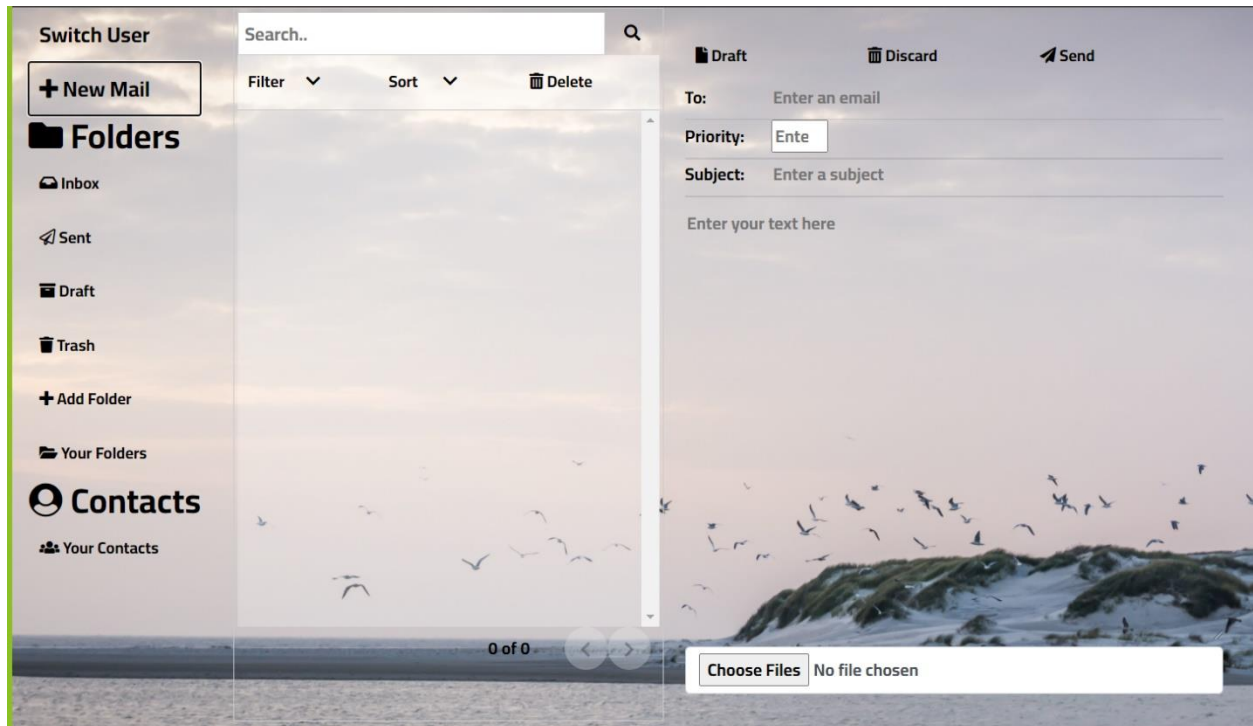 Switch User
New Mail
Folders
Inbox
Sent
Draft
Trash
Add Folder
Your Folders
Contacts
Your Contacts
Search..
Filter Sort Delete
0 of 0
Draft Discard Send
To: Enter an email
Priority: Ente
Subject: Enter a subject
Enter your text here
Choose Files No file chosen